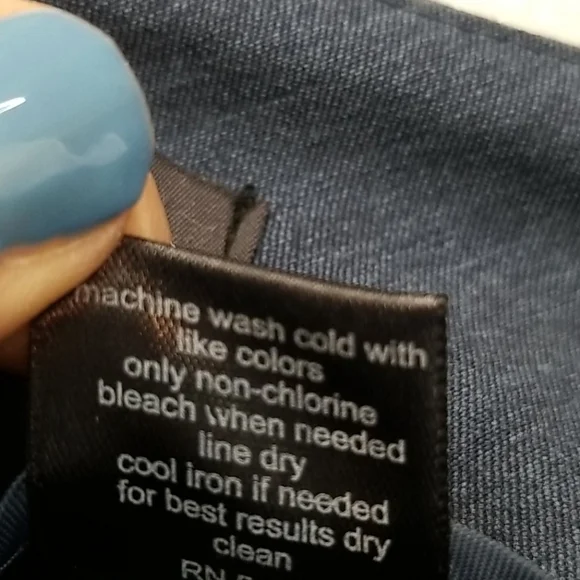 machine wash cold with
like colors
only non-chlorine
bleach when needed
line dry
cool iron if needed
for best results dry
clean
RN